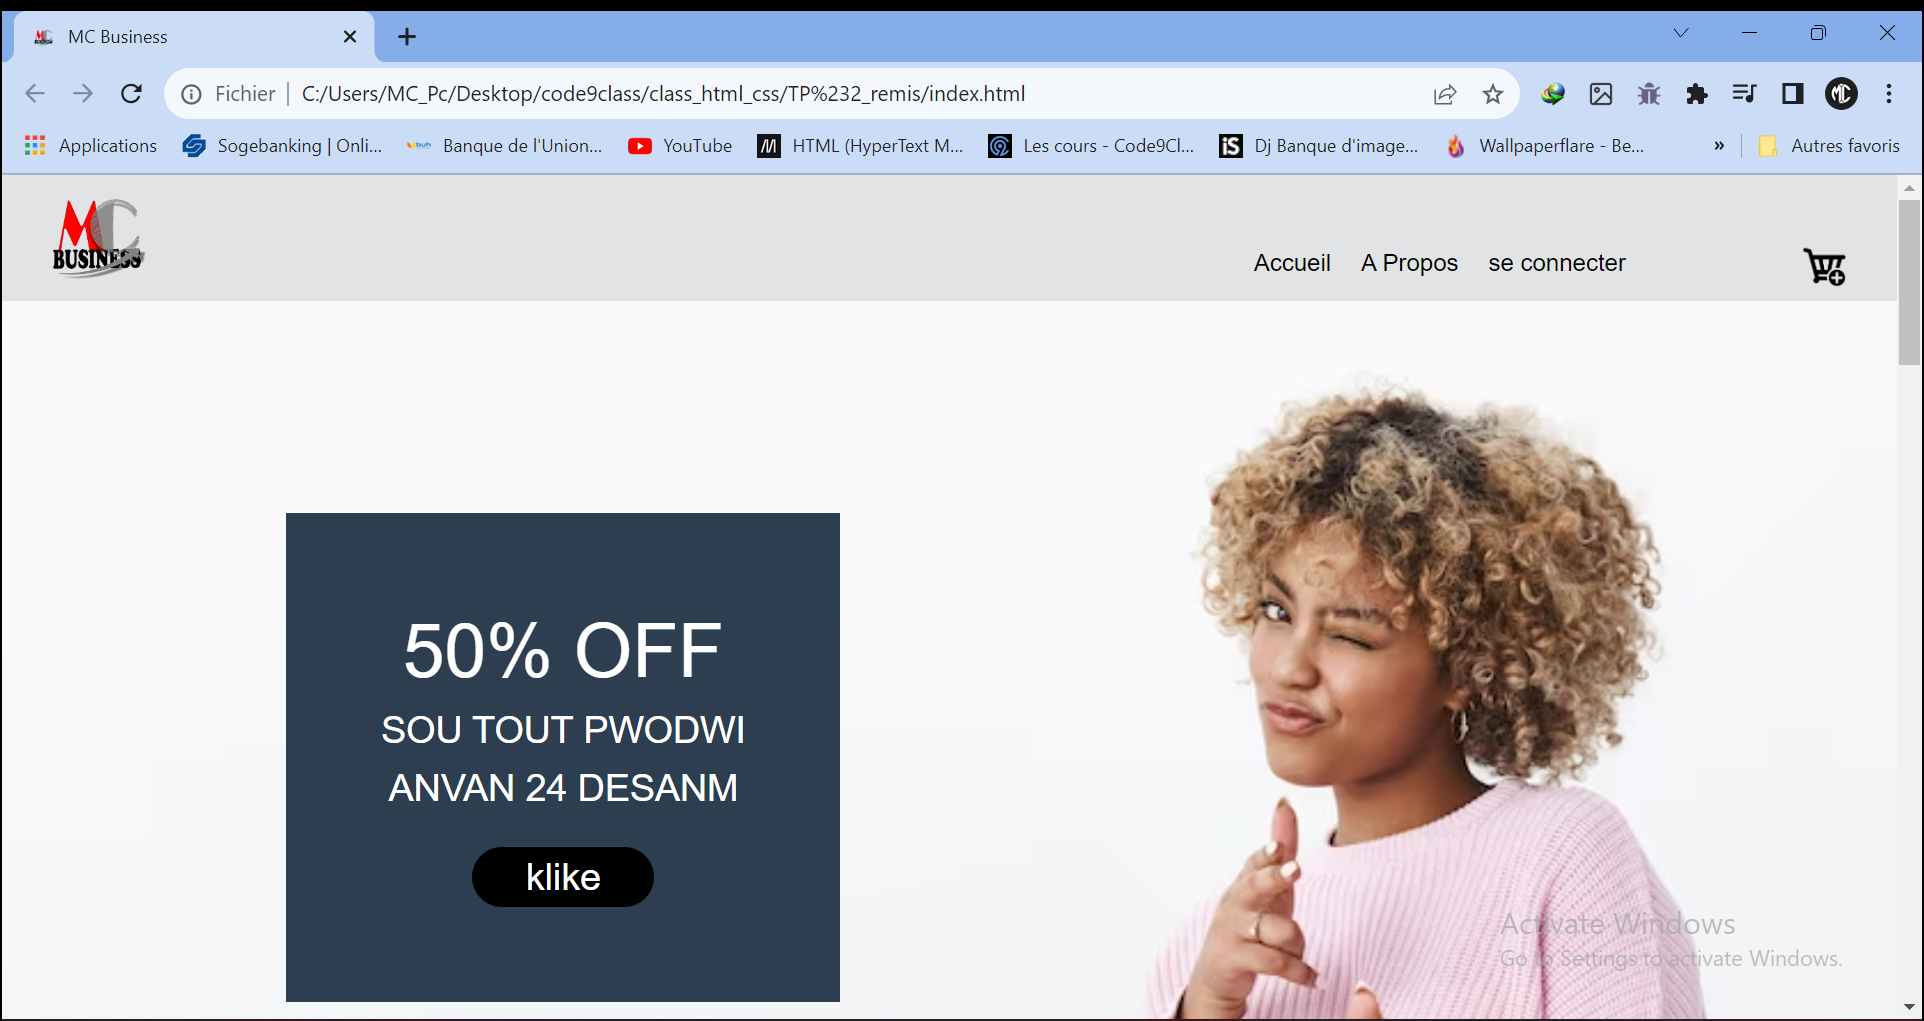 MC Business
Fichier C:/Users/MC_Pc/Desktop/code9class/class_html_css/TP%232_remis/index.html
MC
Applications Sogebanking | Onli... Banque de l'Union... YouTube HTML (HyperText M... Les cours - Code9Cl... Dj Banque d'image... Wallpaperflare - Be... » Autres favoris
MC
BUSINESS
Accueil A Propos se connecter
50% OFF
SOU TOUT PWODWI
ANVAN 24 DESANM
klike
Activate Windows
Go to Settings to activate Windows.